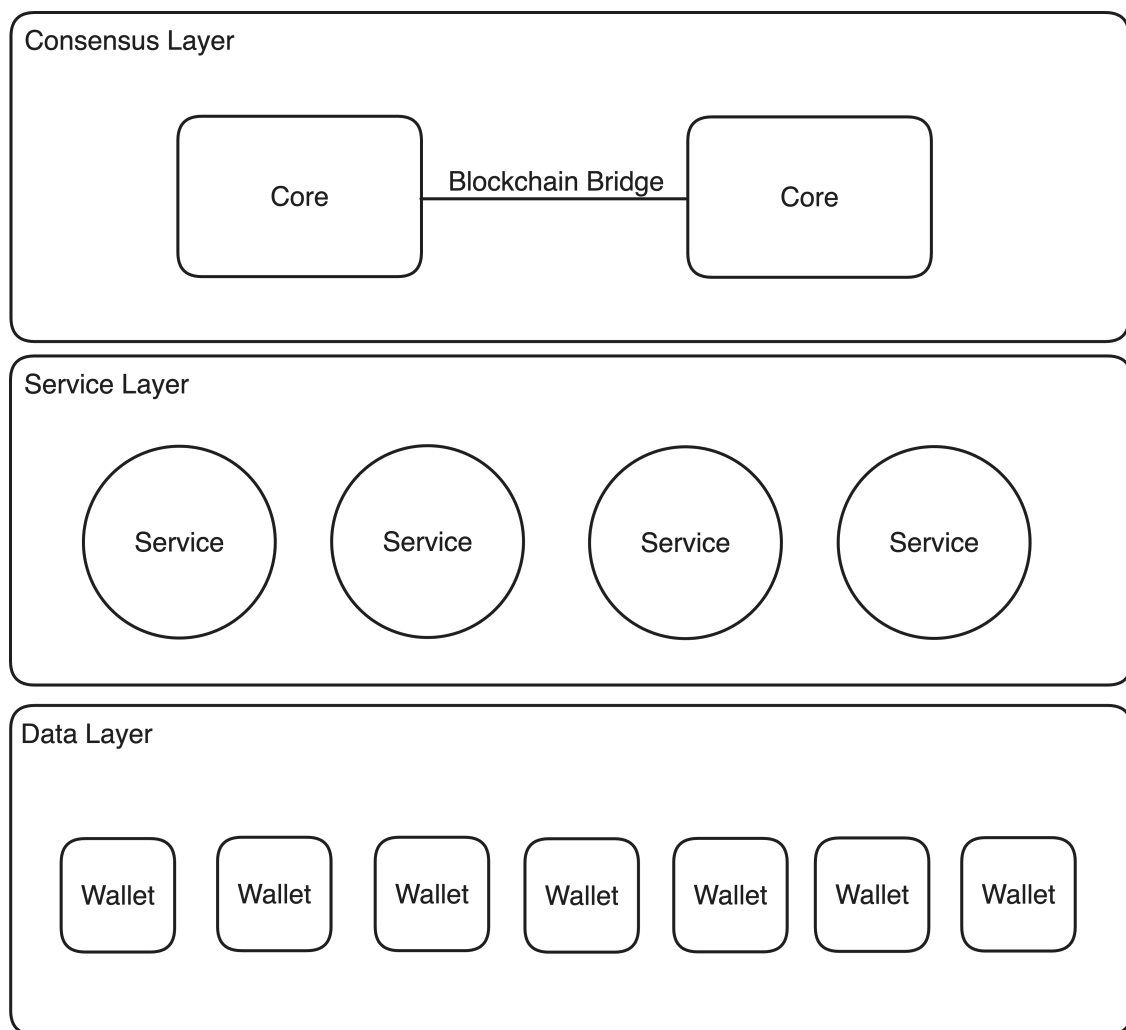 Consensus Layer
Core
Blockchain Bridge
Core
Service Layer
Service
Service
Service
Service
Data Layer
Wallet
Wallet
Wallet
Wallet
Wallet
Wallet
Wallet